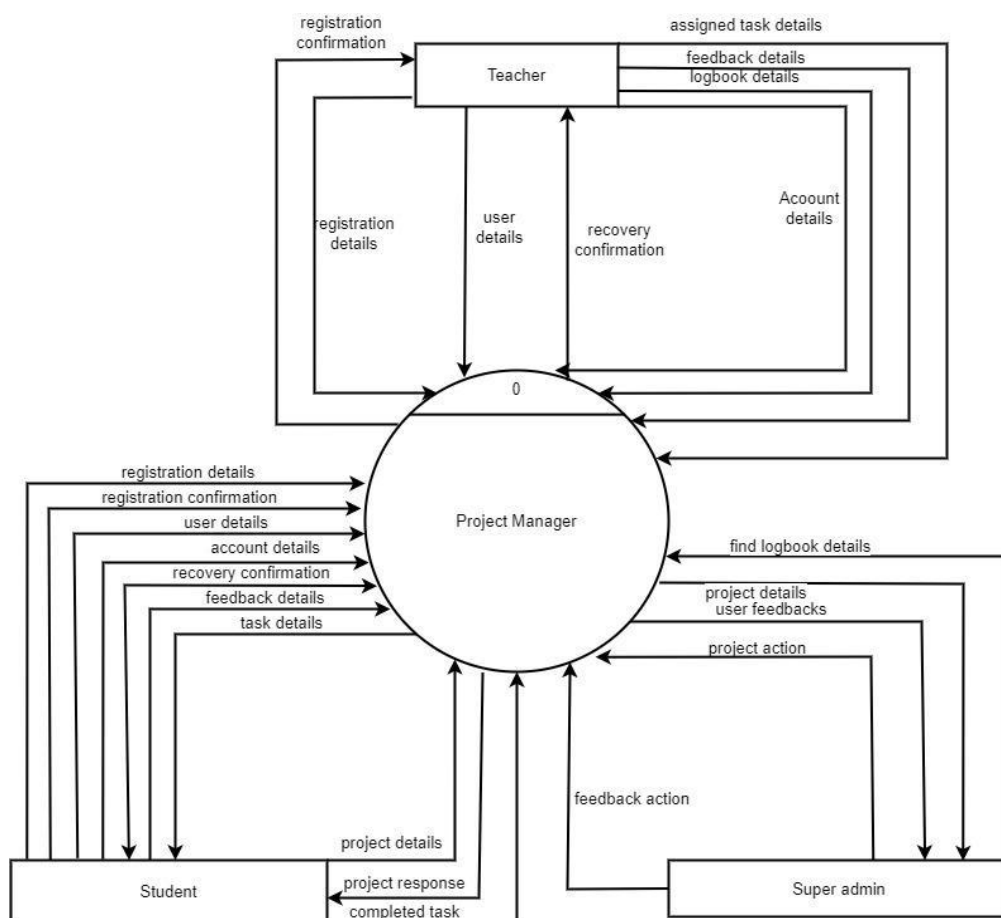 registration
confirmation
assigned task details
feedback details
logbook details
Teacher
registration
details
user
details
recovery
confirmation
Acoount
details
0
registration details
registration confirmation
user details
account details
recovery confirmation
feedback details
task details
Project Manager
find logbook details
project details
user feedbacks
project action
feedback action
project details
project response
completed task
Student
Super admin